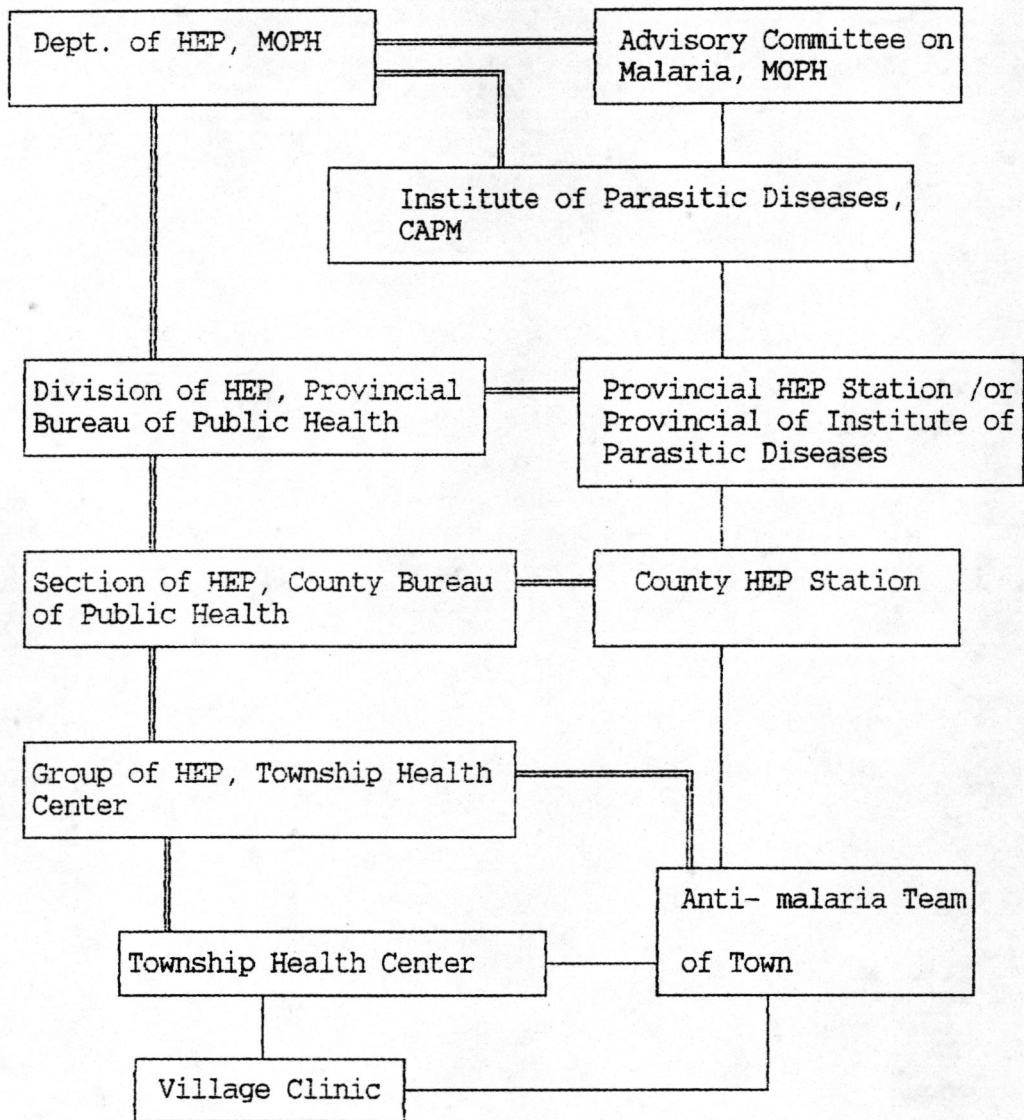 Dept. of HEP, MOPH
Advisory Committee on
Malaria, MOPH
Institute of Parasitic Diseases,
CAPM
Division of HEP, Provincial
Bureau of Public Health
Provincial HEP Station /or
Provincial of Institute of
Parasitic Diseases
Section of HEP, County Bureau
of Public Health
County HEP Station
Group of HEP, Township Health
Center
Anti- malaria Team
of Town
Township Health Center
Village Clinic